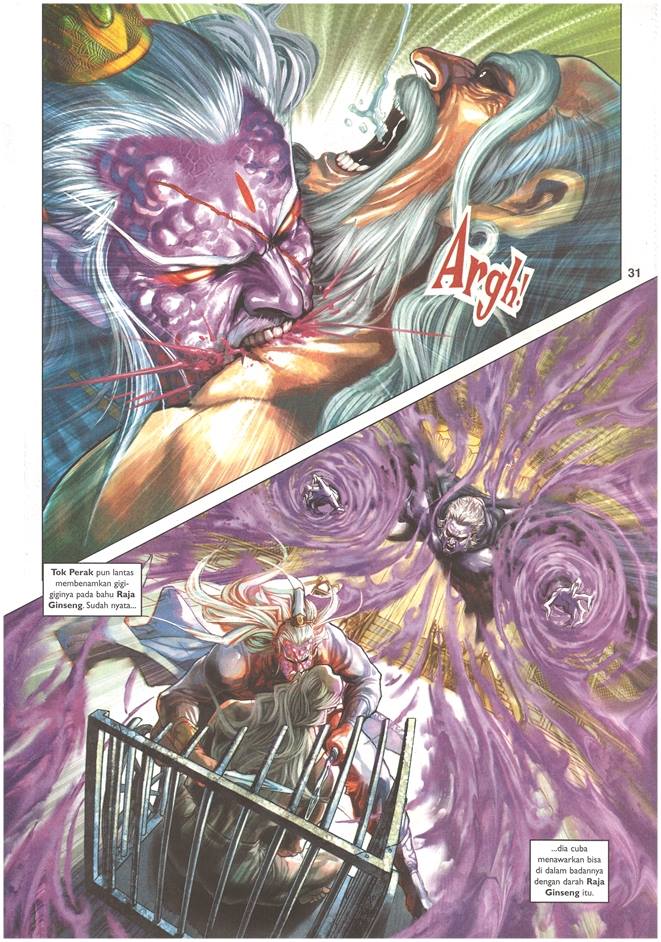 Argh!
31
Tok Perak pun lantas
membenamkan gigi-
giginya pada bahu Raja
Ginseng. Sudah nyata...
...dia cuba
menawarkan bisa
di dalam badannya
dengan darah Raja
Ginseng itu.